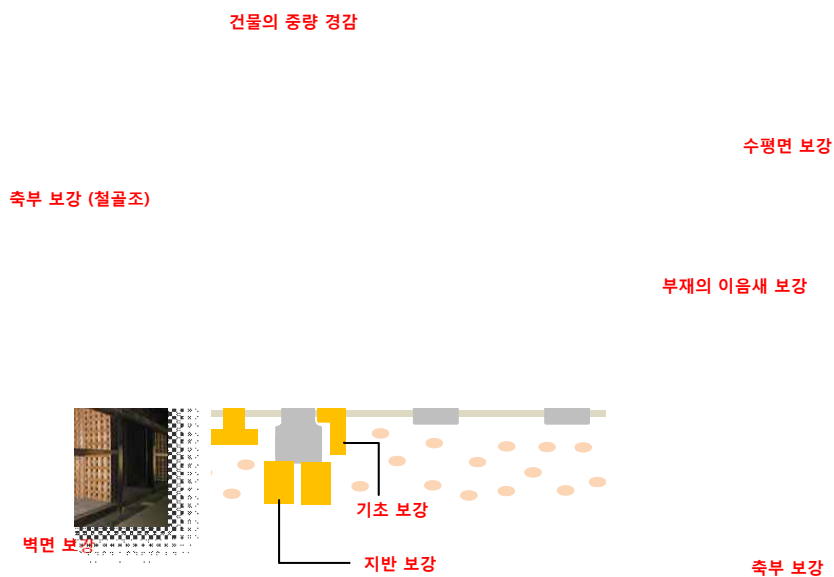 건물의 중량 경감
수평면 보강
축부 보강 (철골조)
부재의 이음새 보강
기초 보강
벽면 보강
지반 보강
축부 보강